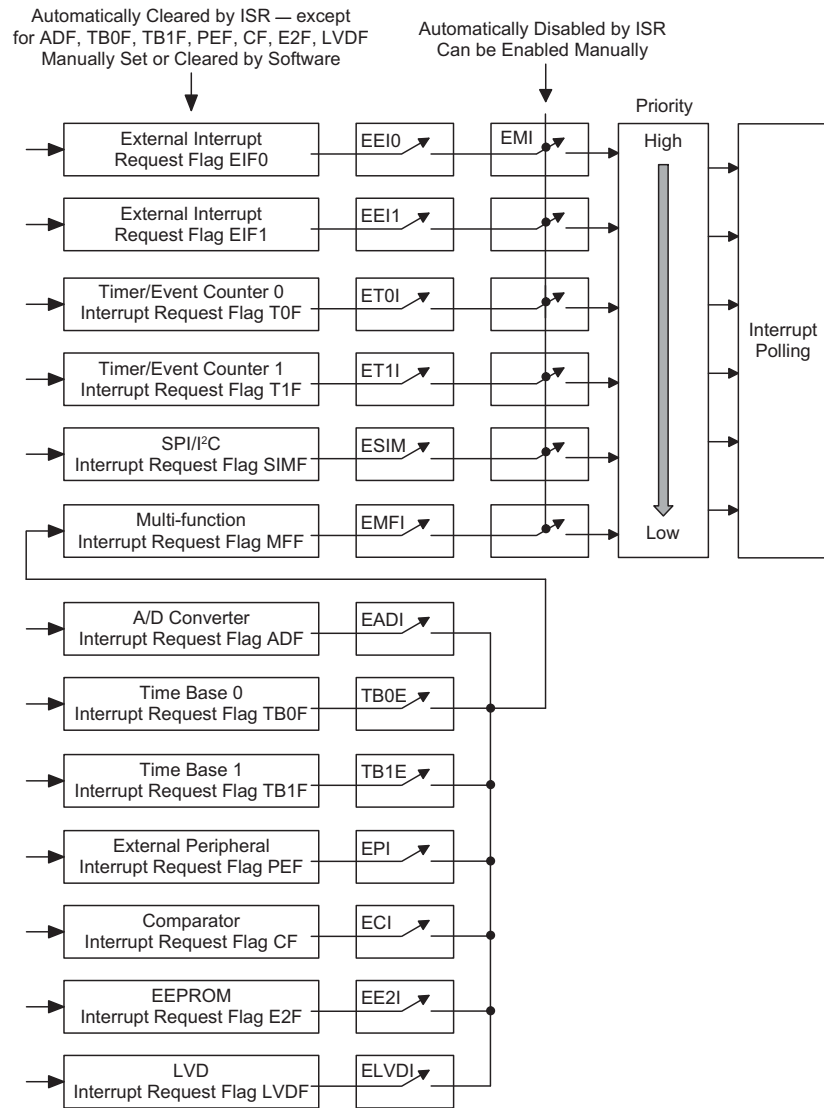 Automatically Cleared by ISR — except
for ADF, TB0F, TB1F, PEF, CF, E2F, LVDF
Manually Set or Cleared by Software
Automatically Disabled by ISR
Can be Enabled Manually
Priority
External Interrupt
Request Flag EIF0
EEI0
EMI
High
External Interrupt
Request Flag EIF1
EEI1
Timer/Event Counter 0
Interrupt Request Flag T0F
ET0I
Interrupt
Polling
Timer/Event Counter 1
Interrupt Request Flag T1F
ET1I
SPI/I²C
Interrupt Request Flag SIMF
ESIM
Multi-function
Interrupt Request Flag MFF
EMFI
Low
A/D Converter
Interrupt Request Flag ADF
EADI
Time Base 0
Interrupt Request Flag TB0F
TB0E
Time Base 1
Interrupt Request Flag TB1F
TB1E
External Peripheral
Interrupt Request Flag PEF
EPI
Comparator
Interrupt Request Flag CF
ECI
EEPROM
Interrupt Request Flag E2F
EE2I
LVD
Interrupt Request Flag LVDF
ELVDI